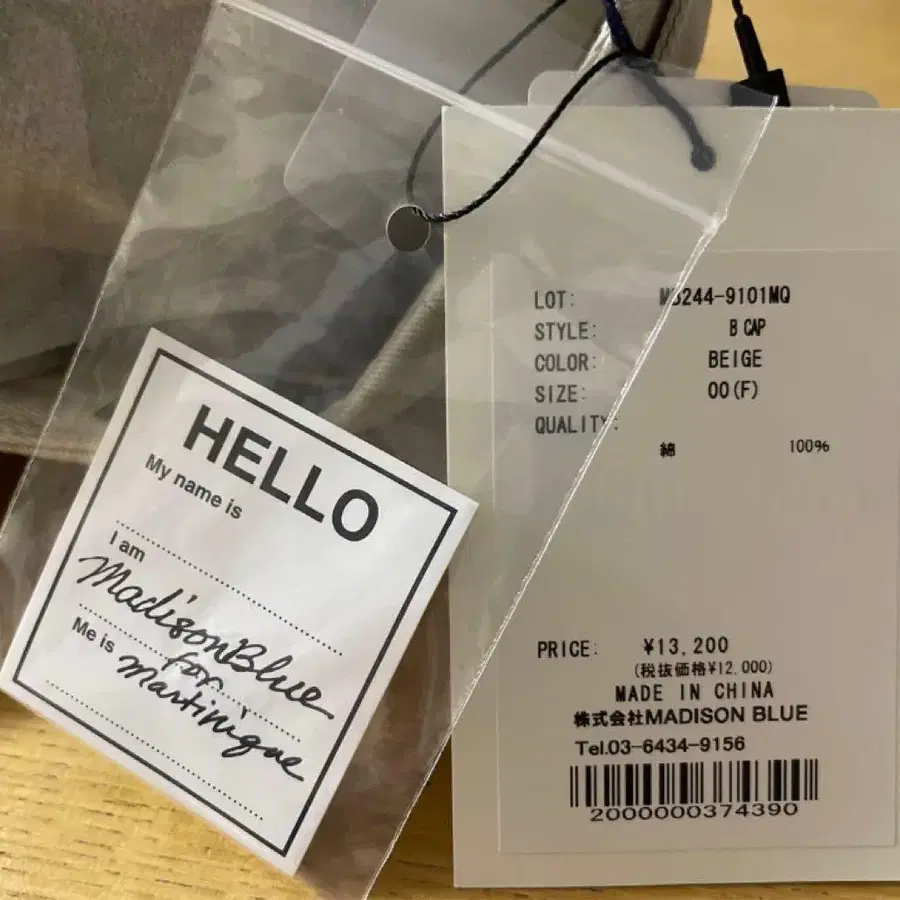 HELLO
My name is
I am
MadisonBlue
Me is for
martinique
LOT: MB244-9101MQ
STYLE: B CAP
COLOR: BEIGE
SIZE: 00(F)
QUALITY:
綿 100%
PRICE: ¥13,200
(税抜価格¥12,000)
MADE IN CHINA
株式会社MADISON BLUE
Tel.03-6434-9156
2000000374390